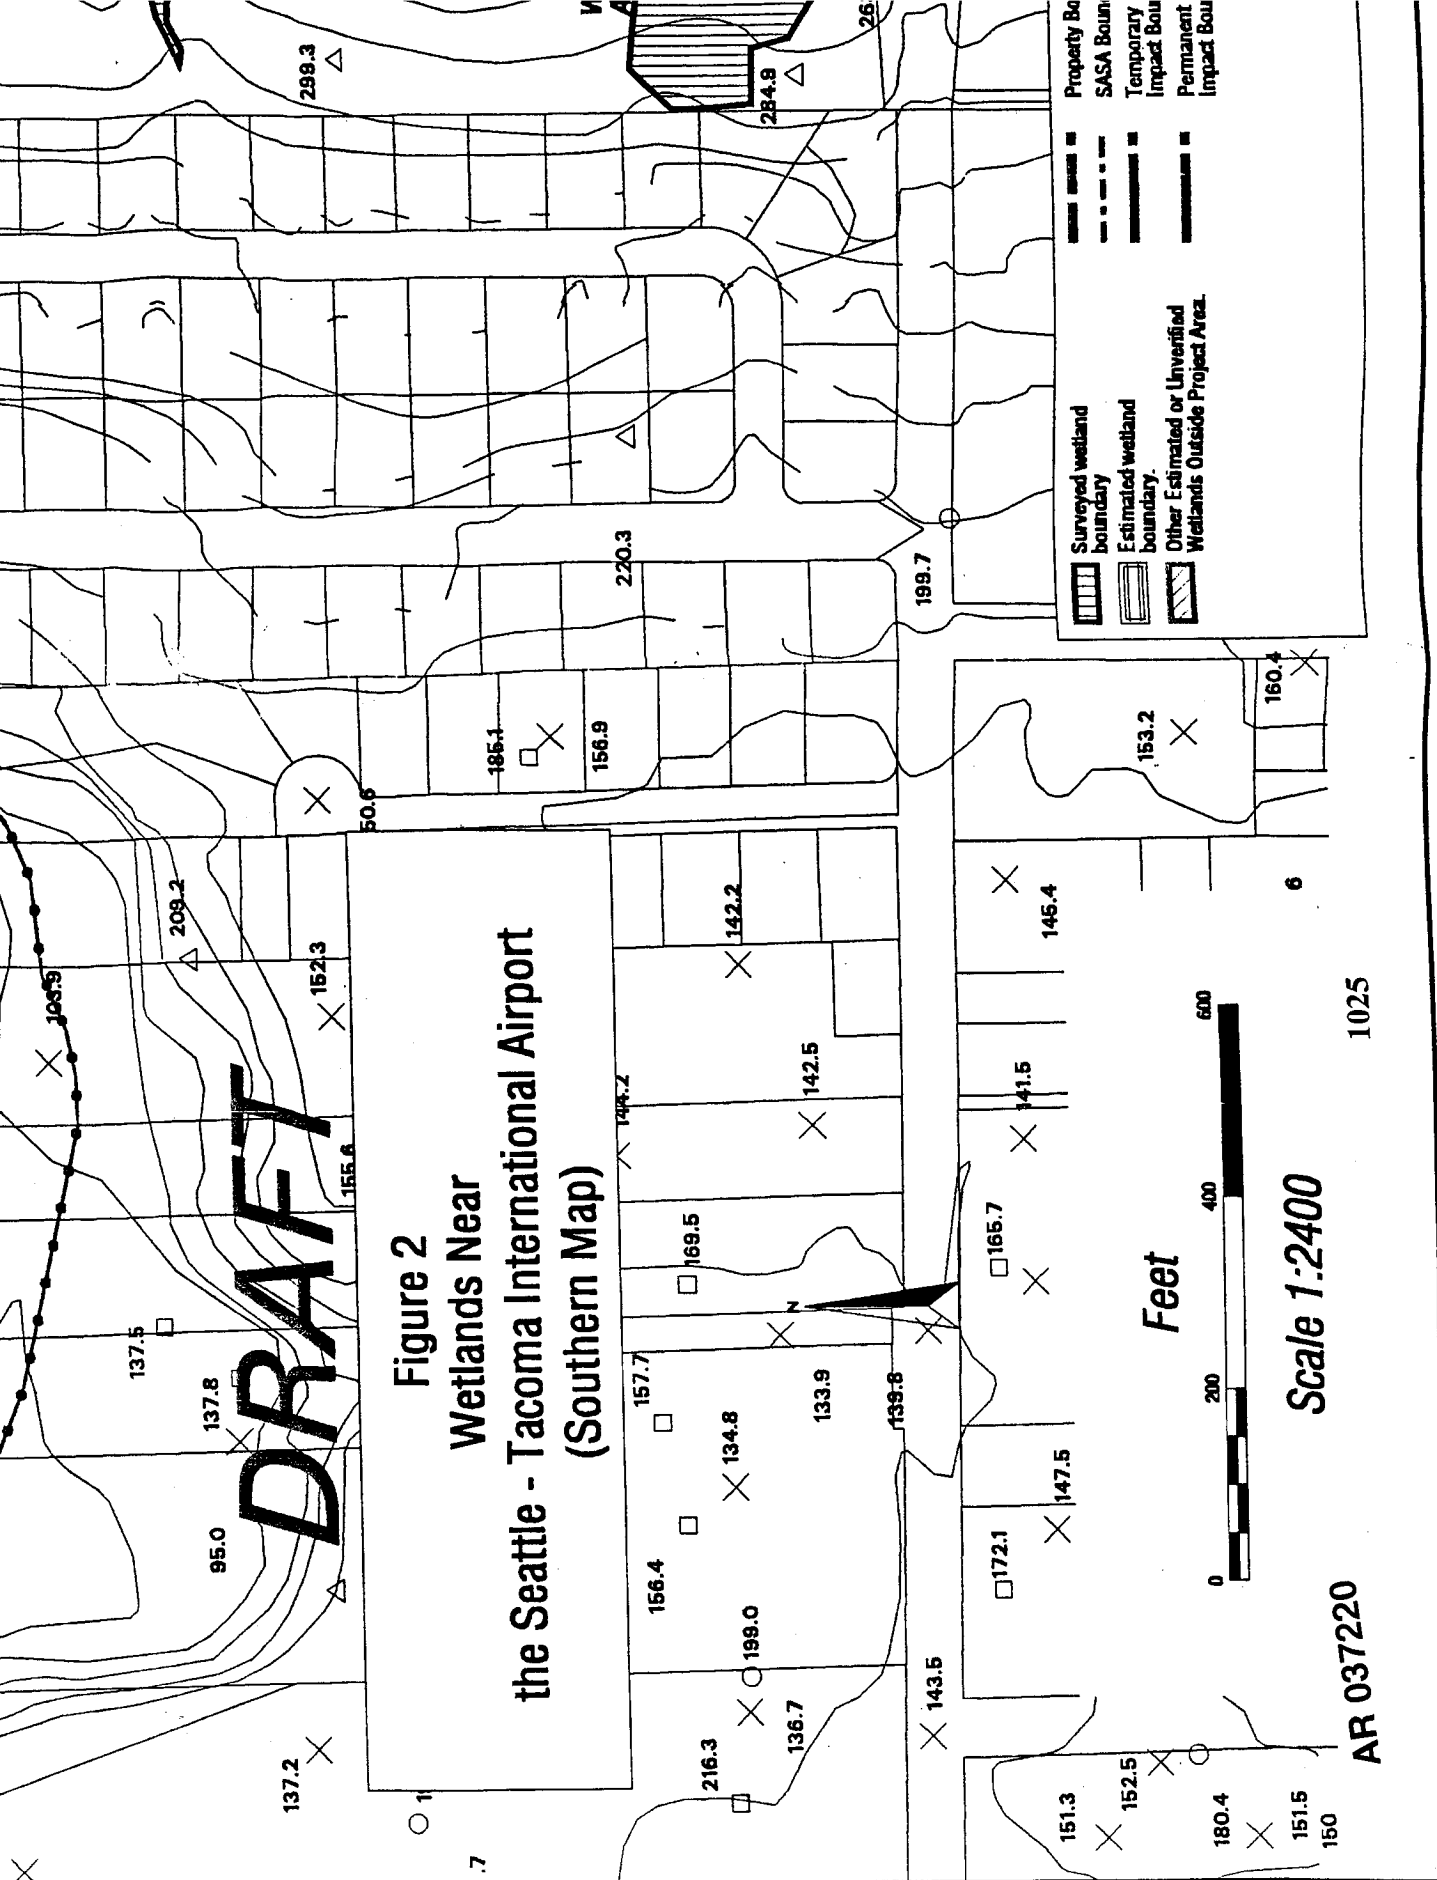 DRAFT
Figure 2
Wetlands Near
the Seattle - Tacoma International Airport
(Southern Map)
Surveyed wetland
boundary
Estimated wetland
boundary.
Other Estimated or Unverified
Wetlands Outside Project Area.
Property
SASA
Temporary
Impact
Permanent
Impact
299.3
284.9
220.3
199.7
185.1
156.9
153.2
160.4
209.2
152.3
142.2
145.4
6
142.5
141.5
155.6
144.2
169.5
165.7
N
137.5
137.8
157.7
134.8
133.9
139.8
147.5
95.0
156.4
172.1
199.0
136.7
143.5
137.2
216.3
.7
151.3
152.5
180.4
151.5
150
0
200
400
600
Feet
Scale 1:2400
1025
AR 037220